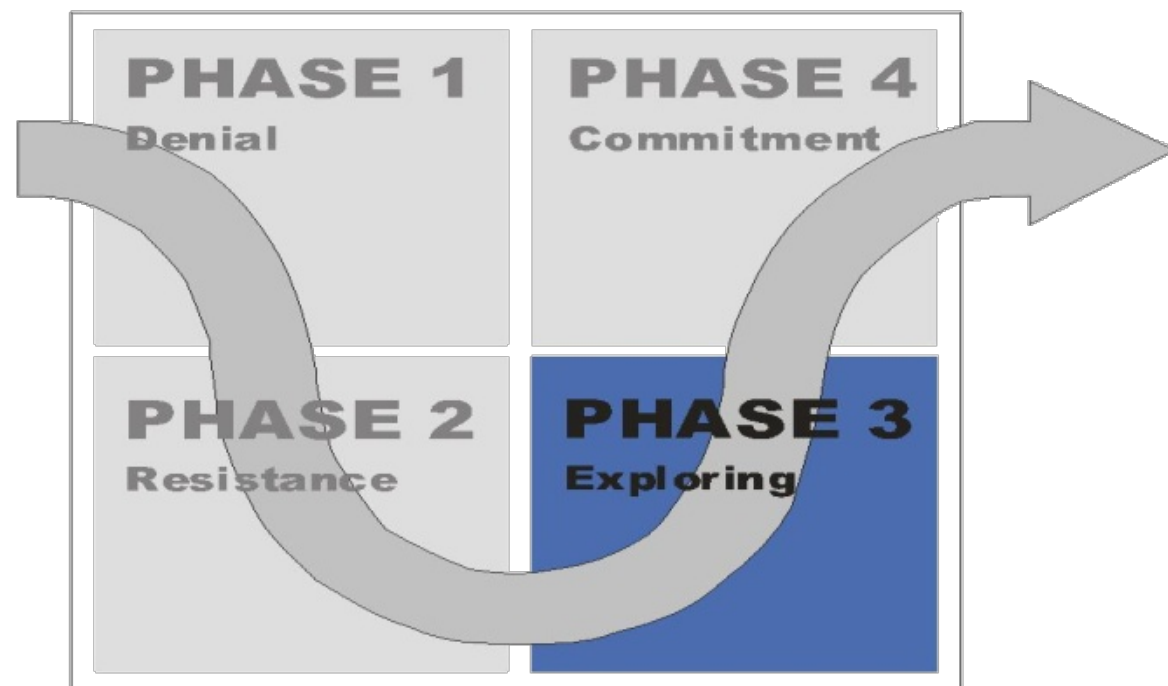 PHASE 1
Denial
PHASE 4
Commitment
PHASE 2
Resistance
PHASE 3
Exploring